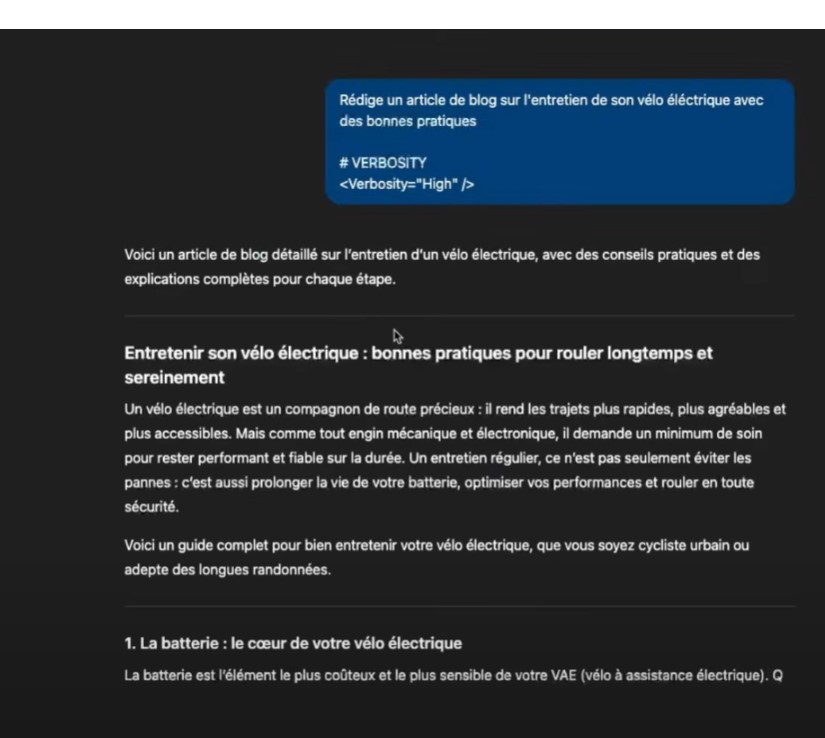 Rédige un article de blog sur l'entretien de son vélo éléctrique avec
des bonnes pratiques
# VERBOSITY
<Verbosity="High" />
Voici un article de blog détaillé sur l'entretien d'un vélo électrique, avec des conseils pratiques et des
explications complètes pour chaque étape.
Entretenir son vélo électrique : bonnes pratiques pour rouler longtemps et
sereinement
Un vélo électrique est un compagnon de route précieux : il rend les trajets plus rapides, plus agréables et
plus accessibles. Mais comme tout engin mécanique et électronique, il demande un minimum de soin
pour rester performant et fiable sur la durée. Un entretien régulier, ce n'est pas seulement éviter les
pannes : c'est aussi prolonger la vie de votre batterie, optimiser vos performances et rouler en toute
sécurité.
Voici un guide complet pour bien entretenir votre vélo électrique, que vous soyez cycliste urbain ou
adepte des longues randonnées.
1. La batterie : le cœur de votre vélo électrique
La batterie est l'élément le plus coûteux et le plus sensible de votre VAE (vélo à assistance électrique). Q